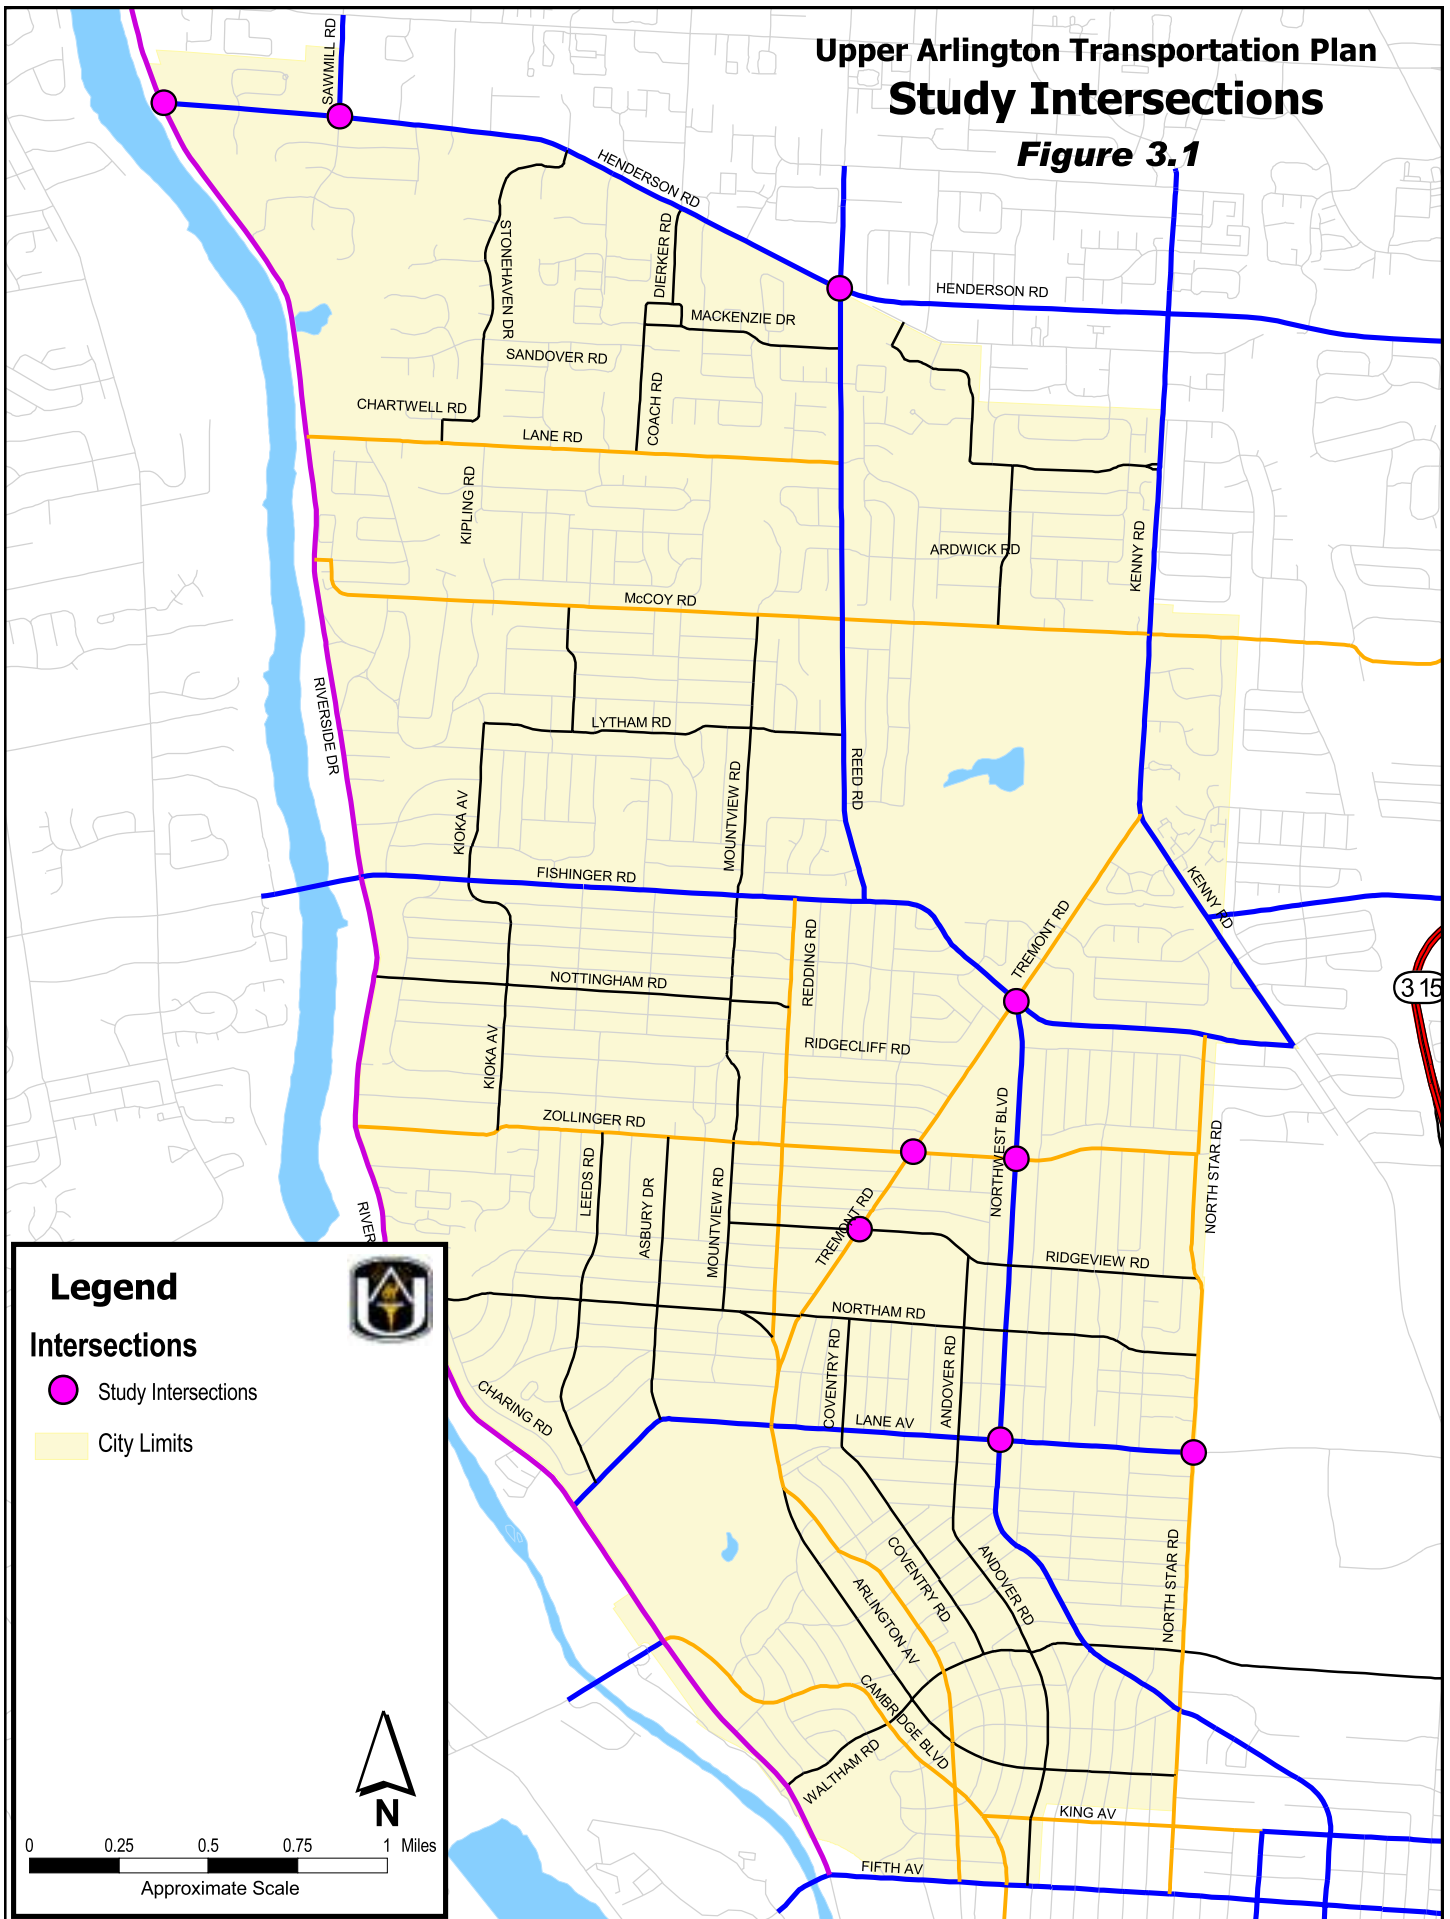 Upper Arlington Transportation Plan
Study Intersections
Figure 3.1
SAWMILL RD
HENDERSON RD
STONEHAVEN DR
DIERKER RD
HENDERSON RD
MACKENZIE DR
SANDOVER RD
COACH RD
CHARTWELL RD
LANE RD
KIPLING RD
ARDWICK RD
KENNY RD
McCOY RD
RIVERSIDE DR
LYTHAM RD
REED RD
KIOKA AV
MOUNTVIEW RD
FISHINGER RD
KENNY RD
TREMONT RD
REDDING RD
NOTTINGHAM RD
315
KIOKA AV
RIDGECLIFF RD
ZOLLINGER RD
NORTHWEST BLVD
NORTH STAR RD
LEEDS RD
ASBURY DR
MOUNTVIEW RD
TREMONT RD
RIVER
RIDGEVIEW RD
NORTHAM RD
COVENTRY RD
ANDOVER RD
CHARING RD
LANE AV
COVENTRY RD
ANDOVER RD
ARLINGTON AV
NORTH STAR RD
CAMBRIDGE BLVD
WALTHAM RD
KING AV
FIFTH AV
Legend
Intersections
Study Intersections
City Limits
N
0 0.25 0.5 0.75 1 Miles
Approximate Scale